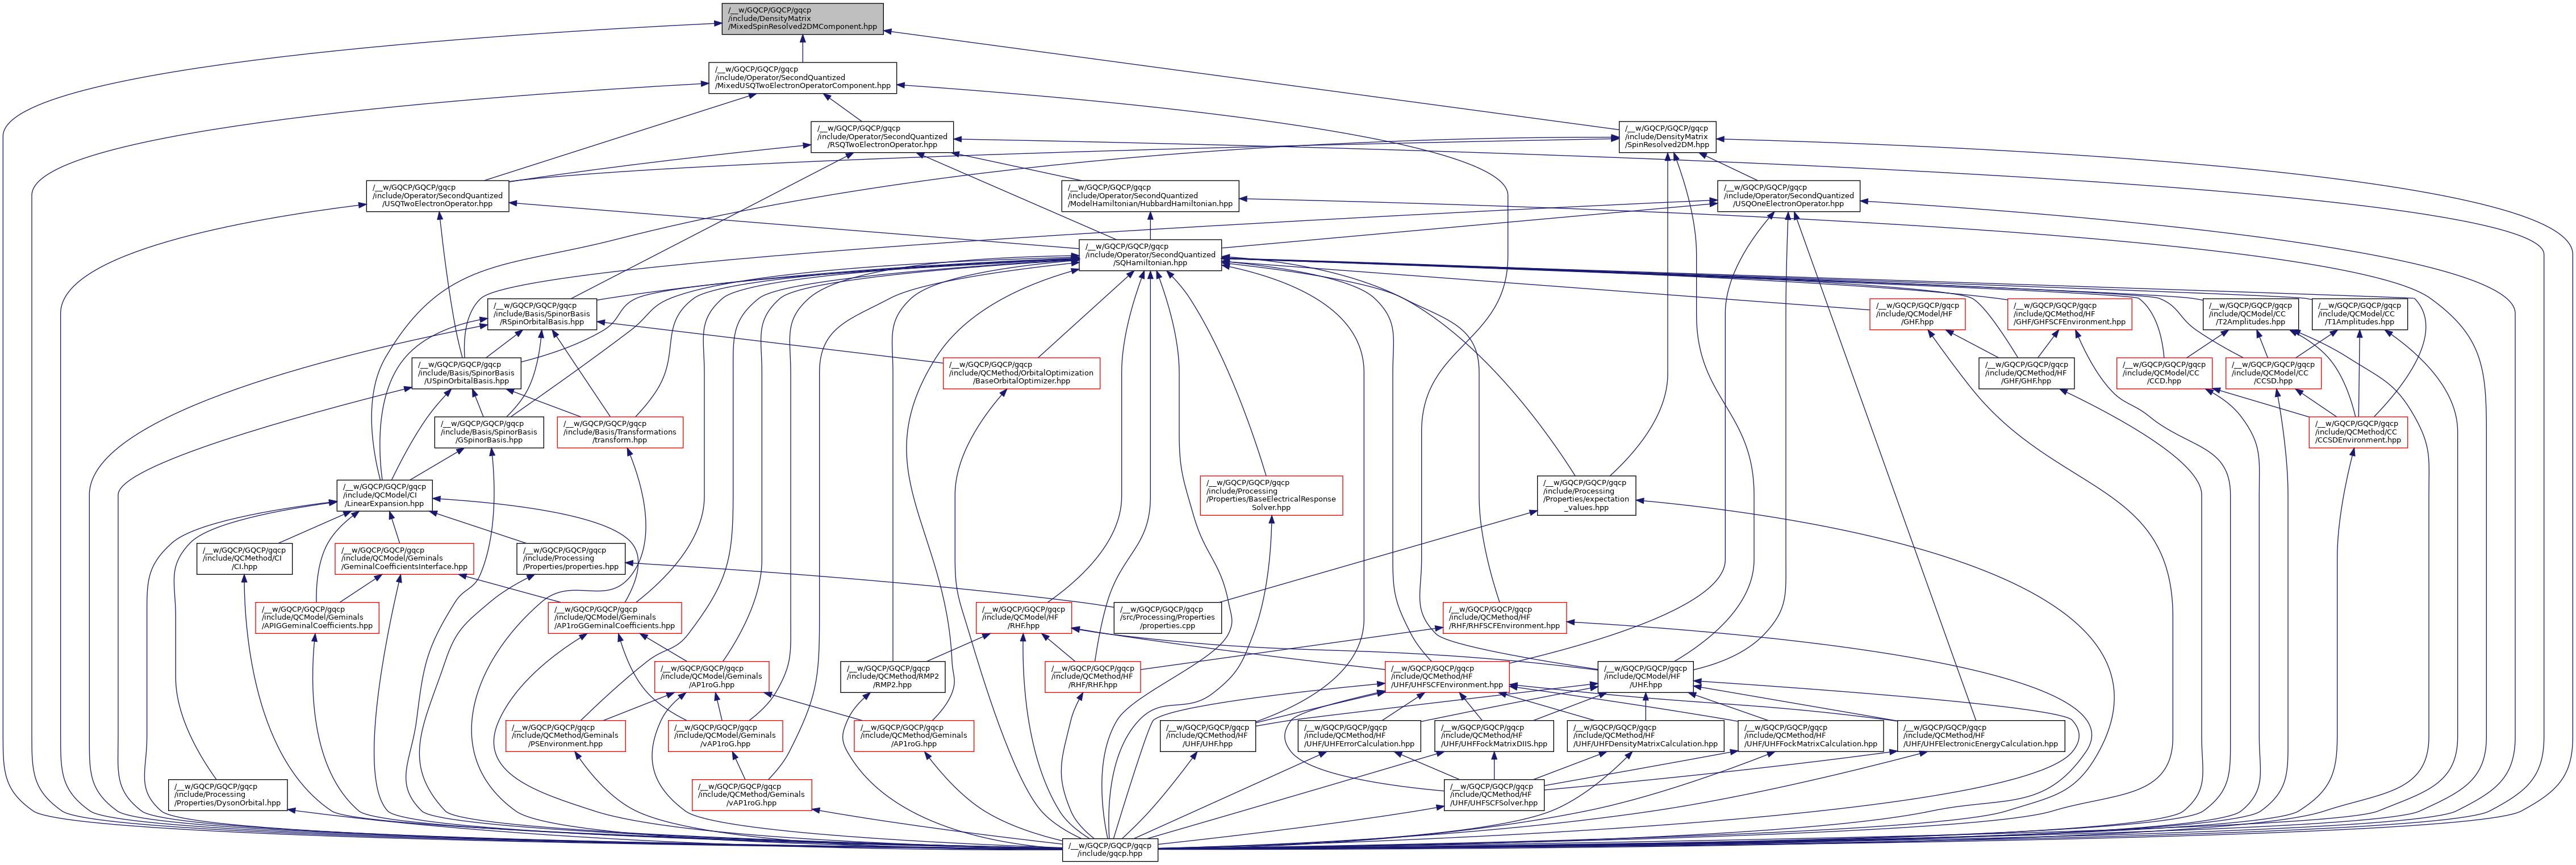 /__w/GQCP/GQCP/gqcp
/include/DensityMatrix
/MixedSpinResolved2DMComponent.hpp
/__w/GQCP/GQCP/gqcp
/include/Operator/SecondQuantized
/MixedUSQTwoElectronOperatorComponent.hpp
/__w/GQCP/GQCP/gqcp
/include/Operator/SecondQuantized
/RSQTwoElectronOperator.hpp
/__w/GQCP/GQCP/gqcp
/include/DensityMatrix
/SpinResolved2DM.hpp
/__w/GQCP/GQCP/gqcp
/include/Operator/SecondQuantized
/USQTwoElectronOperator.hpp
/__w/GQCP/GQCP/gqcp
/include/Operator/SecondQuantized
/ModelHamiltonian/HubbardHamiltonian.hpp
/__w/GQCP/GQCP/gqcp
/include/Operator/SecondQuantized
/USQOneElectronOperator.hpp
/__w/GQCP/GQCP/gqcp
/include/Operator/SecondQuantized
/SQHamiltonian.hpp
/__w/GQCP/GQCP/gqcp
/include/Basis/SpinorBasis
/RSpinOrbitalBasis.hpp
/__w/GQCP/GQCP/gqcp
/include/QCModel/HF
/GHF.hpp
/__w/GQCP/GQCP/gqcp
/include/QCMethod/HF
/GHF/GHFSCFEnvironment.hpp
/__w/GQCP/GQCP/gqcp
/include/QCModel/CC
/T2Amplitudes.hpp
/__w/GQCP/GQCP/gqcp
/include/QCModel/CC
/T1Amplitudes.hpp
/__w/GQCP/GQCP/gqcp
/include/Basis/SpinorBasis
/USpinOrbitalBasis.hpp
/__w/GQCP/GQCP/gqcp
/include/QCMethod/OrbitalOptimization
/BaseOrbitalOptimizer.hpp
/__w/GQCP/GQCP/gqcp
/include/QCMethod/HF
/GHF/GHF.hpp
/__w/GQCP/GQCP/gqcp
/include/QCModel/CC
/CCD.hpp
/__w/GQCP/GQCP/gqcp
/include/QCModel/CC
/CCSD.hpp
/__w/GQCP/GQCP/gqcp
/include/Basis/SpinorBasis
/GSpinorBasis.hpp
/__w/GQCP/GQCP/gqcp
/include/Basis/Transformations
/transform.hpp
/__w/GQCP/GQCP/gqcp
/include/QCMethod/CC
/CCSDEnvironment.hpp
/__w/GQCP/GQCP/gqcp
/include/QCModel/CI
/LinearExpansion.hpp
/__w/GQCP/GQCP/gqcp
/include/Processing
/Properties/BaseElectricalResponse
Solver.hpp
/__w/GQCP/GQCP/gqcp
/include/Processing
/Properties/expectation
_values.hpp
/__w/GQCP/GQCP/gqcp
/include/QCMethod/CI
/CI.hpp
/__w/GQCP/GQCP/gqcp
/include/QCModel/Geminals
/GeminalCoefficientsInterface.hpp
/__w/GQCP/GQCP/gqcp
/include/Processing
/Properties/properties.hpp
/__w/GQCP/GQCP/gqcp
/include/QCModel/Geminals
/APIGGeminalCoefficients.hpp
/__w/GQCP/GQCP/gqcp
/include/QCModel/Geminals
/AP1roGGeminalCoefficients.hpp
/__w/GQCP/GQCP/gqcp
/include/QCModel/HF
/RHF.hpp
/__w/GQCP/GQCP/gqcp
/src/Processing/Properties
/properties.cpp
/__w/GQCP/GQCP/gqcp
/include/QCMethod/HF
/RHF/RHFSCFEnvironment.hpp
/__w/GQCP/GQCP/gqcp
/include/QCModel/Geminals
/AP1roG.hpp
/__w/GQCP/GQCP/gqcp
/include/QCMethod/RMP2
/RMP2.hpp
/__w/GQCP/GQCP/gqcp
/include/QCMethod/HF
/RHF/RHF.hpp
/__w/GQCP/GQCP/gqcp
/include/QCMethod/HF
/UHF/UHFSCFEnvironment.hpp
/__w/GQCP/GQCP/gqcp
/include/QCModel/HF
/UHF.hpp
/__w/GQCP/GQCP/gqcp
/include/QCMethod/Geminals
/PSEnvironment.hpp
/__w/GQCP/GQCP/gqcp
/include/QCModel/Geminals
/vAP1roG.hpp
/__w/GQCP/GQCP/gqcp
/include/QCMethod/Geminals
/AP1roG.hpp
/__w/GQCP/GQCP/gqcp
/include/QCMethod/HF
/UHF/UHF.hpp
/__w/GQCP/GQCP/gqcp
/include/QCMethod/HF
/UHF/UHFErrorCalculation.hpp
/__w/GQCP/GQCP/gqcp
/include/QCMethod/HF
/UHF/UHFFockMatrixDIIS.hpp
/__w/GQCP/GQCP/gqcp
/include/QCMethod/HF
/UHF/UHFDensityMatrixCalculation.hpp
/__w/GQCP/GQCP/gqcp
/include/QCMethod/HF
/UHF/UHFFockMatrixCalculation.hpp
/__w/GQCP/GQCP/gqcp
/include/QCMethod/HF
/UHF/UHFElectronicEnergyCalculation.hpp
/__w/GQCP/GQCP/gqcp
/include/Processing
/Properties/DysonOrbital.hpp
/__w/GQCP/GQCP/gqcp
/include/QCMethod/Geminals
/vAP1roG.hpp
/__w/GQCP/GQCP/gqcp
/include/QCMethod/HF
/UHF/UHFSCFSolver.hpp
/__w/GQCP/GQCP/gqcp
/include/gqcp.hpp